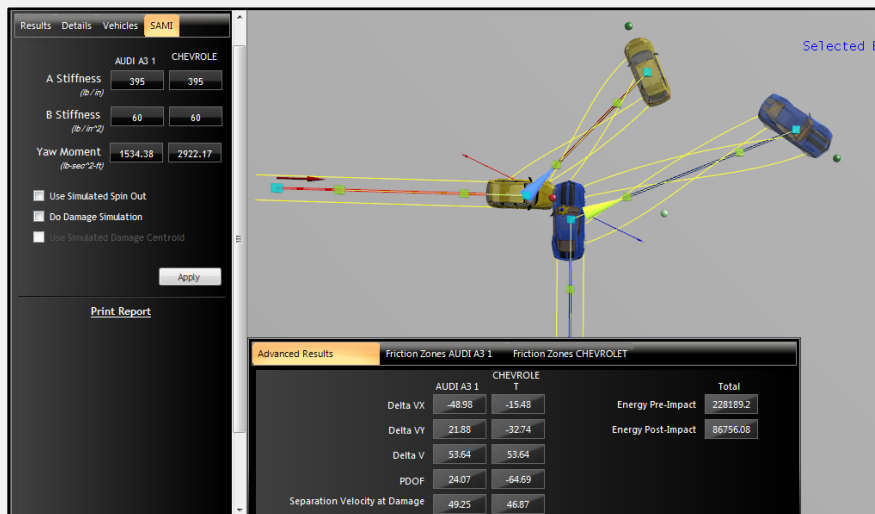 Results Details Vehicles SAMI
AUDI A3 1 CHEVROLE
A Stiffness 395 395
(lb / in)
B Stiffness 60 60
(lb / in^2)
Yaw Moment 1534.38 2922.17
(lb-sec^2-ft)
Use Simulated Spin Out
Do Damage Simulation
Use Simulated Damage Centroid
Apply
Print Report
Selected E
Advanced Results Friction Zones AUDI A3 1 Friction Zones CHEVROLET
AUDI A3 1 CHEVROLE
T Total
Delta VX -48.98 -15.48 Energy Pre-Impact 228189.2
Delta VY 21.88 -32.74 Energy Post-Impact 86756.08
Delta V 53.64 53.64
PDOF 24.07 -64.69
Separation Velocity at Damage 49.25 46.87